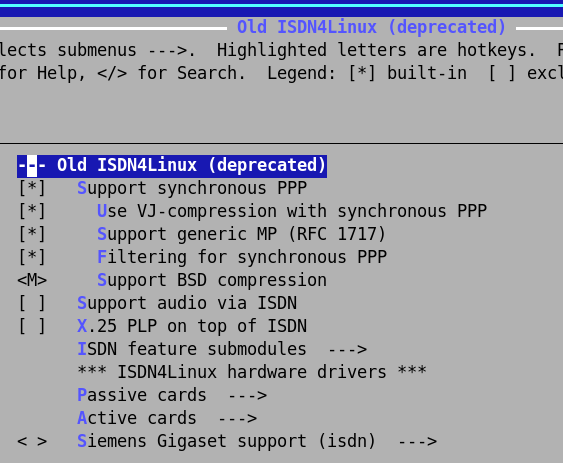 Old ISDN4Linux (deprecated)
lects submenus --->.  Highlighted letters are hotkeys.
for Help, </> for Search.  Legend: [*] built-in  [ ] excl
--- Old ISDN4Linux (deprecated)
[*]   Support synchronous PPP
[*]     Use VJ-compression with synchronous PPP
[*]     Support generic MP (RFC 1717)
[*]     Filtering for synchronous PPP
<M>     Support BSD compression
[ ]   Support audio via ISDN
[ ]   X.25 PLP on top of ISDN
      ISDN feature submodules  --->
      *** ISDN4Linux hardware drivers ***
      Passive cards  --->
      Active cards  --->
< >   Siemens Gigaset support (isdn)  --->